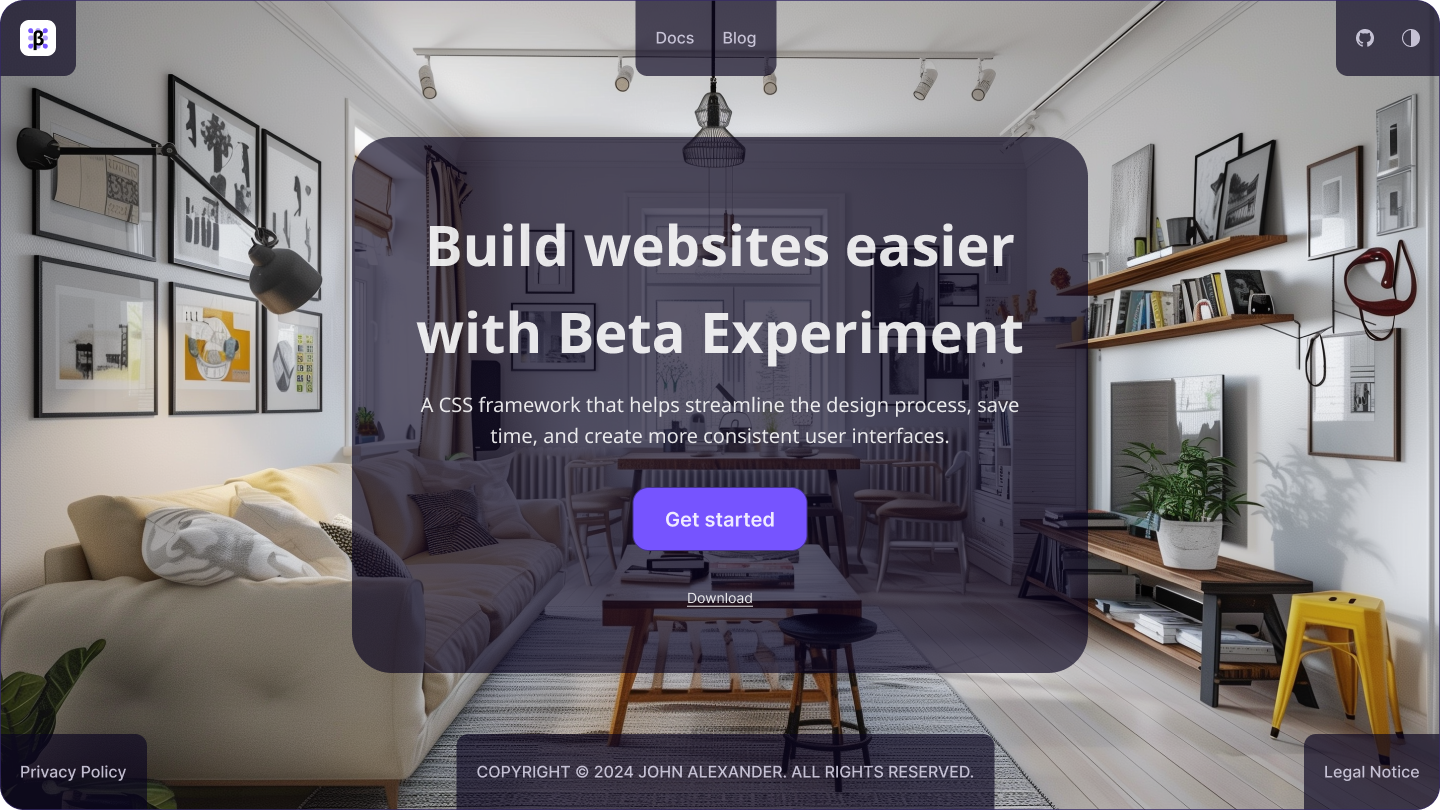 β
Docs Blog
Build websites easier
with Beta Experiment
A CSS framework that helps streamline the design process, save
time, and create more consistent user interfaces.
Get started
Download
Privacy Policy
COPYRIGHT © 2024 JOHN ALEXANDER. ALL RIGHTS RESERVED.
Legal Notice